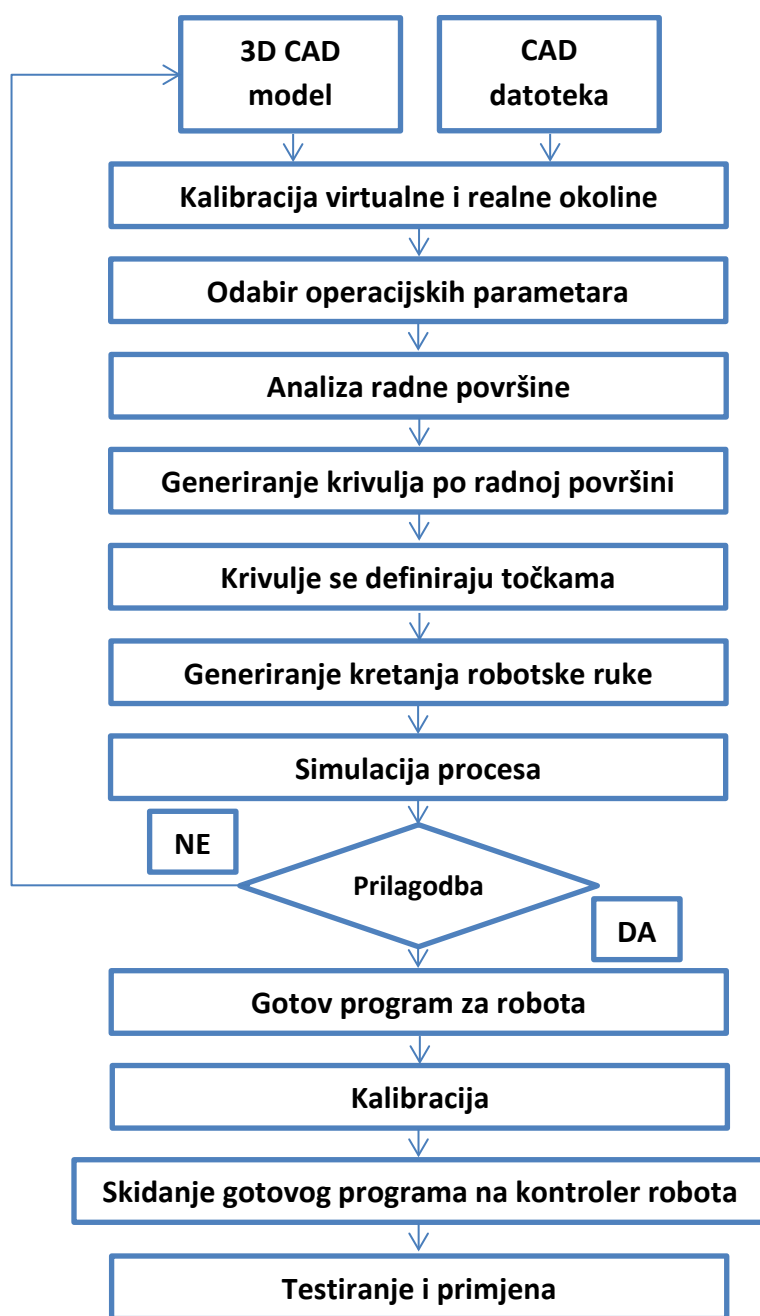 3D CAD
model
CAD
datoteka
Kalibracija virtualne i realne okoline
Odabir operacijskih parametara
Analiza radne površine
Generiranje krivulja po radnoj površini
Krivulje se definiraju točkama
Generiranje kretanja robotske ruke
Simulacija procesa
NE
Prilagodba
DA
Gotov program za robota
Kalibracija
Skidanje gotovog programa na kontroler robota
Testiranje i primjena